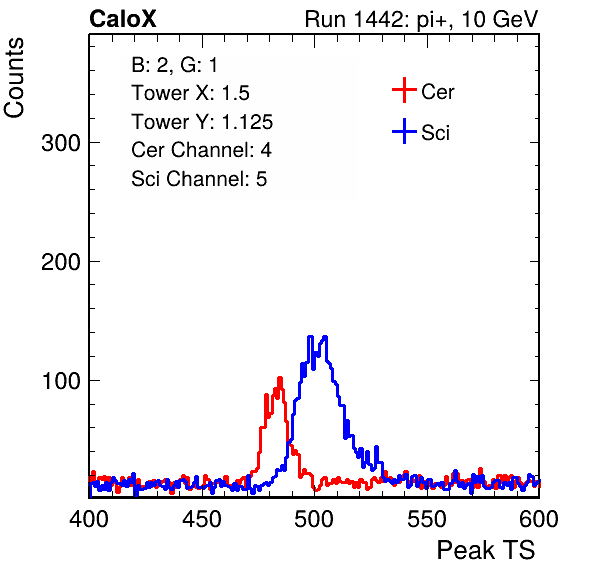 CaloX Run 1442: pi+, 10 GeV
Counts
B: 2, G: 1
Tower X: 1.5
Tower Y: 1.125
Cer Channel: 4
Sci Channel: 5
Cer
Sci
300
200
100
400 450 500 550 600
Peak TS